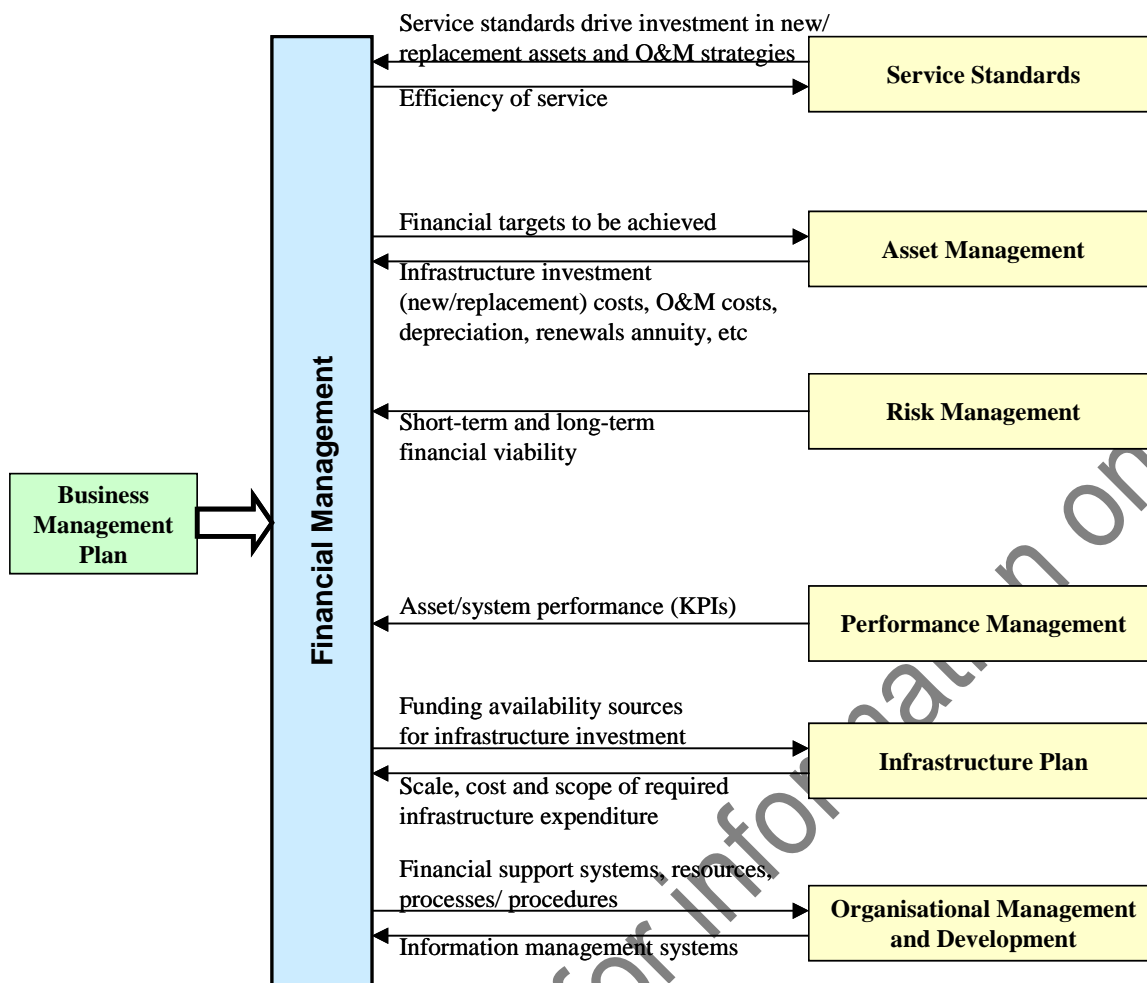 Service standards drive investment in new/
replacement assets and O&M strategies
Service Standards
Efficiency of service
Financial targets to be achieved
Asset Management
Infrastructure investment
(new/replacement) costs, O&M costs,
depreciation, renewals annuity, etc
Risk Management
Short-term and long-term
financial viability
Business
Management
Plan
Financial Management
Asset/system performance (KPIs)
Performance Management
Funding availability sources
for infrastructure investment
Infrastructure Plan
Scale, cost and scope of required
infrastructure expenditure
Financial support systems, resources,
processes/ procedures
Organisational Management
and Development
Information management systems
for information on